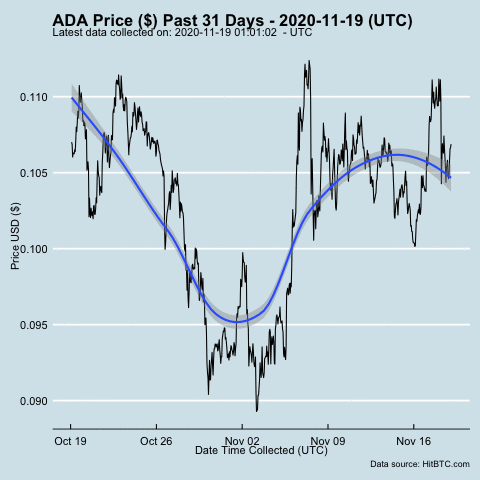 ADA Price ($) Past 31 Days - 2020-11-19 (UTC)
Latest data collected on: 2020-11-19 01:01:02 - UTC
0.110
0.105
0.100
0.095
0.090
Price USD ($)
Oct 19 Oct 26 Nov 02 Nov 09 Nov 16
Date Time Collected (UTC)
Data source: HitBTC.com